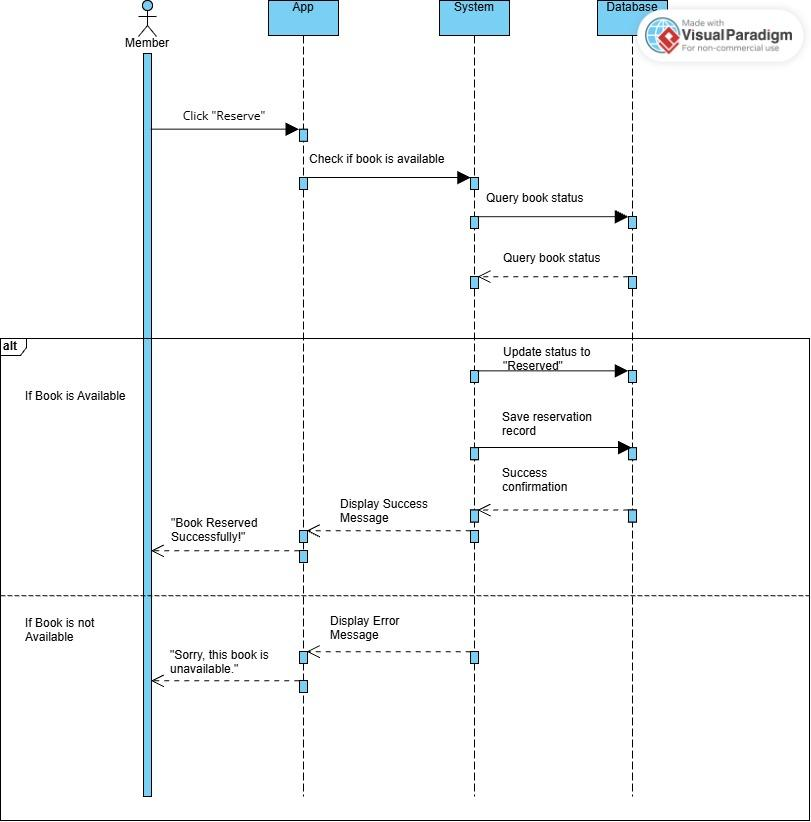 App
System
Database
Made with
VisualParadigm
For non-commercial use
Member
Click "Reserve"
Check if book is available
Query book status
Query book status
alt
Update status to
"Reserved"
If Book is Available
Save reservation
record
Success
confirmation
Display Success
Message
"Book Reserved
Successfully!"
If Book is not
Available
Display Error
Message
"Sorry, this book is
unavailable."